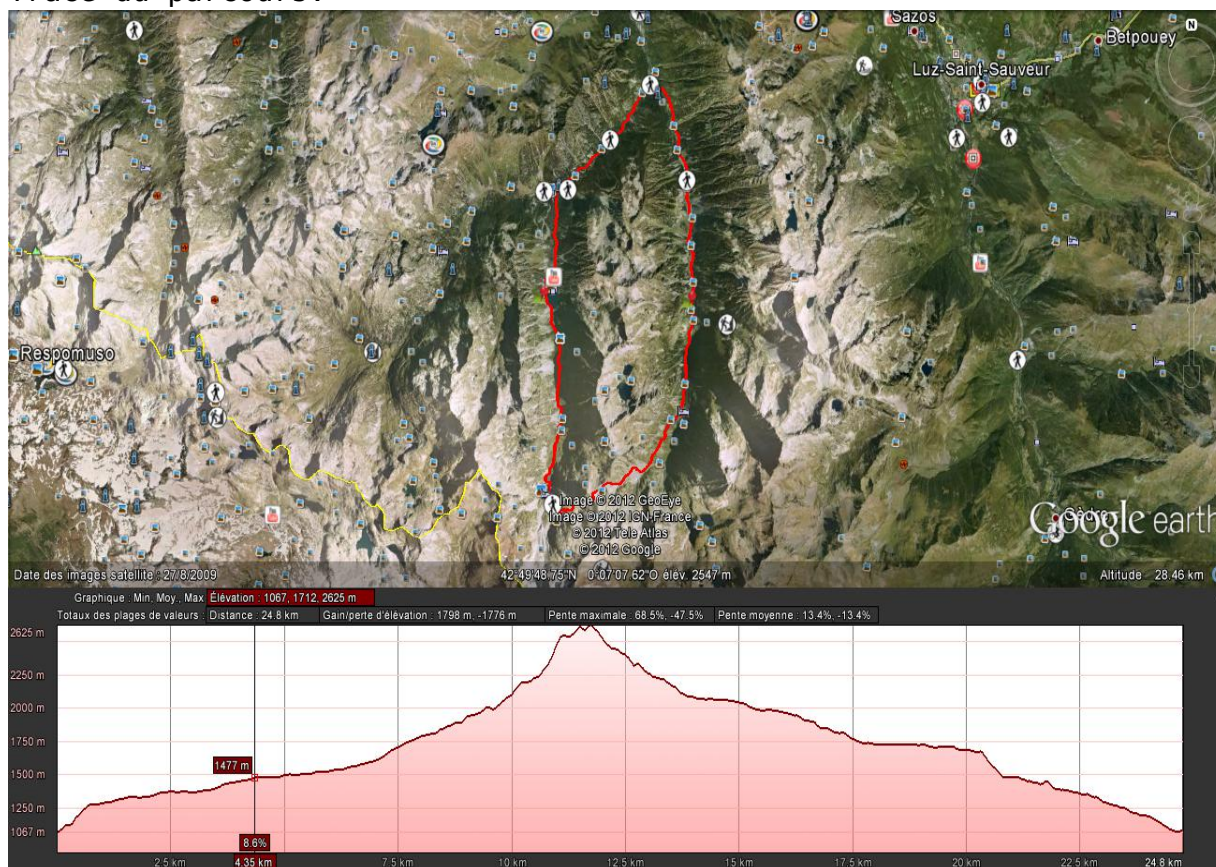 Sazos
Betpouey
N
Luz-Saint-Sauveur
Respomuso
Gèdre
Image © 2012 GeoEye
Image © 2012 IGN-France
© 2012 Tele Atlas
© 2012 Google
Google earth
Date des images satellite : 27/8/2009
42°49'48.75"N 0°07'07.62"O élév. 2547 m
Altitude 28.46 km
Graphique : Min. Moy., Max Élévation : 1067, 1712, 2625 m
Totaux des plages de valeurs : Distance : 24.8 km Gain/perte d'élévation : 1798 m, -1776 m Pente maximale : 68.5%, -47.5% Pente moyenne : 13.4%, -13.4%
2625 m
2250 m
2000 m
1750 m
1500 m
1250 m
1067 m
1477 m
8.6%
2.5 km
4.35 km
7.5 km
10 km
12.5 km
15 km
17.5 km
20 km
22.5 km
24.8 km